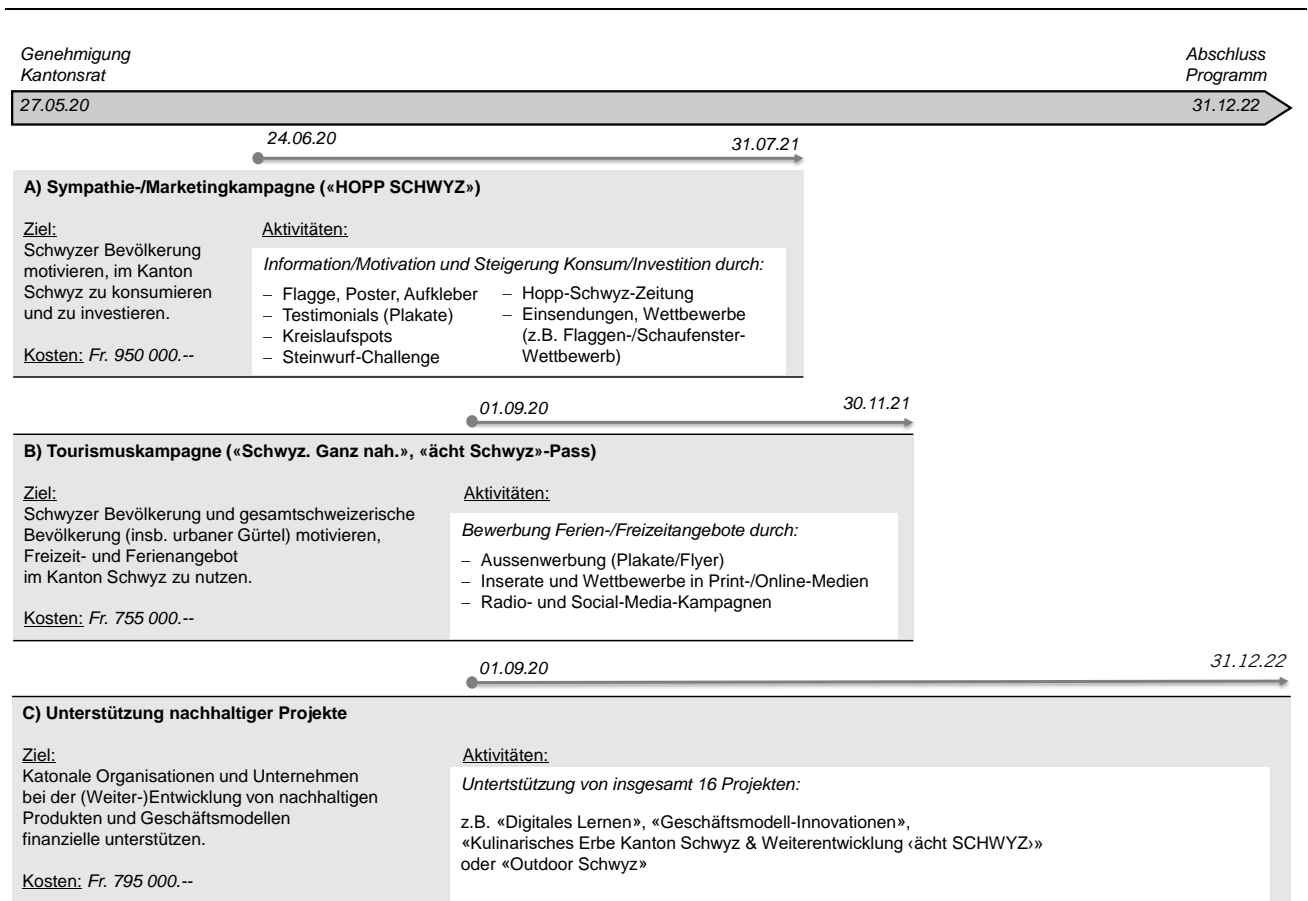 Genehmigung
Kantonsrat
Abschluss
Programm
27.05.20
31.12.22
24.06.20
31.07.21
A) Sympathie-/Marketingkampagne («HOPP SCHWYZ»)
Ziel:
Schwyzer Bevölkerung
motivieren, im Kanton
Schwyz zu konsumieren
und zu investieren.
Kosten: Fr. 950 000.--
Aktivitäten:
Information/Motivation und Steigerung Konsum/Investition durch:
– Flagge, Poster, Aufkleber
– Testimonials (Plakate)
– Kreislaufspots
– Steinwurf-Challenge
– Hopp-Schwyz-Zeitung
– Einsendungen, Wettbewerbe
(z.B. Flaggen-/Schaufenster-
Wettbewerb)
01.09.20
30.11.21
B) Tourismuskampagne («Schwyz. Ganz nah.», «ächt Schwyz»-Pass)
Ziel:
Schwyzer Bevölkerung und gesamtschweizerische
Bevölkerung (insb. urbaner Gürtel) motivieren,
Freizeit- und Ferienangebot
im Kanton Schwyz zu nutzen.
Kosten: Fr. 755 000.--
Aktivitäten:
Bewerbung Ferien-/Freizeitangebote durch:
– Aussenwerbung (Plakate/Flyer)
– Inserate und Wettbewerbe in Print-/Online-Medien
– Radio- und Social-Media-Kampagnen
01.09.20
31.12.22
C) Unterstützung nachhaltiger Projekte
Ziel:
Katonale Organisationen und Unternehmen
bei der (Weiter-)Entwicklung von nachhaltigen
Produkten und Geschäftsmodellen
finanzielle unterstützen.
Kosten: Fr. 795 000.--
Aktivitäten:
Untertstützung von insgesamt 16 Projekten:
z.B. «Digitales Lernen», «Geschäftsmodell-Innovationen»,
«Kulinarisches Erbe Kanton Schwyz & Weiterentwicklung ‹ächt SCHWYZ›»
oder «Outdoor Schwyz»